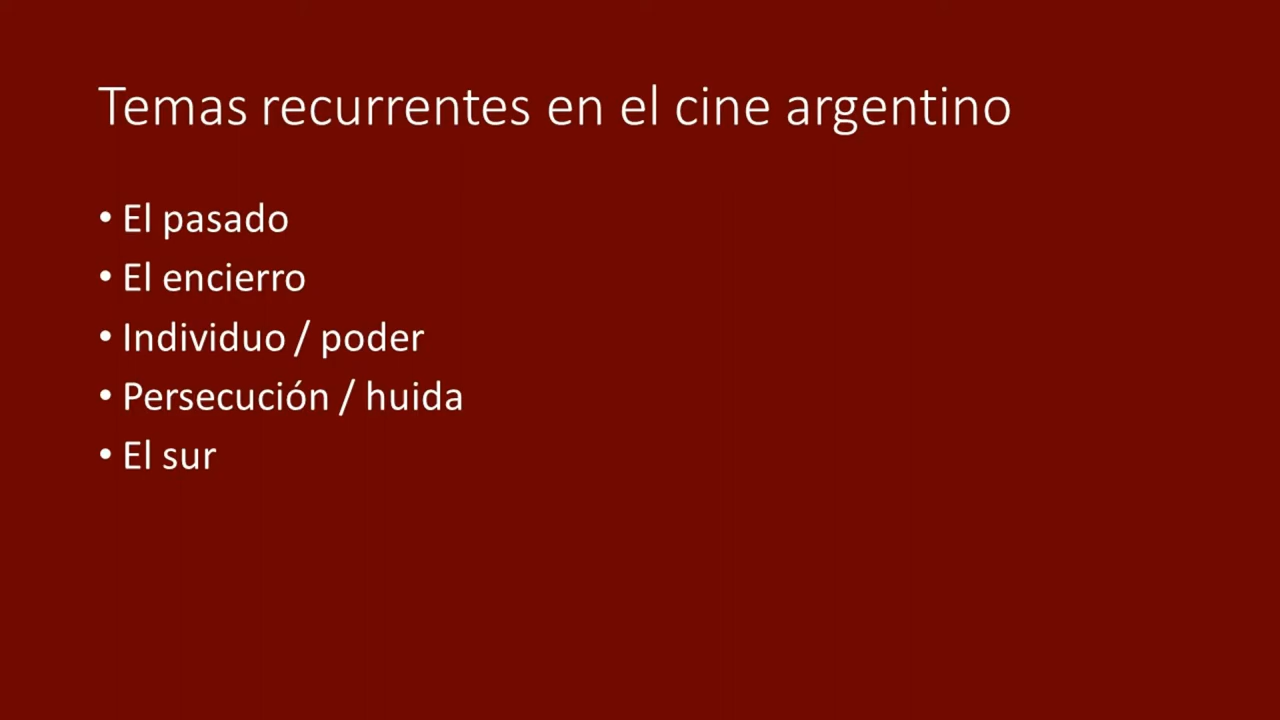 Temas recurrentes en el cine argentino
• El pasado
• El encierro
• Individuo / poder
• Persecución / huida
• El sur